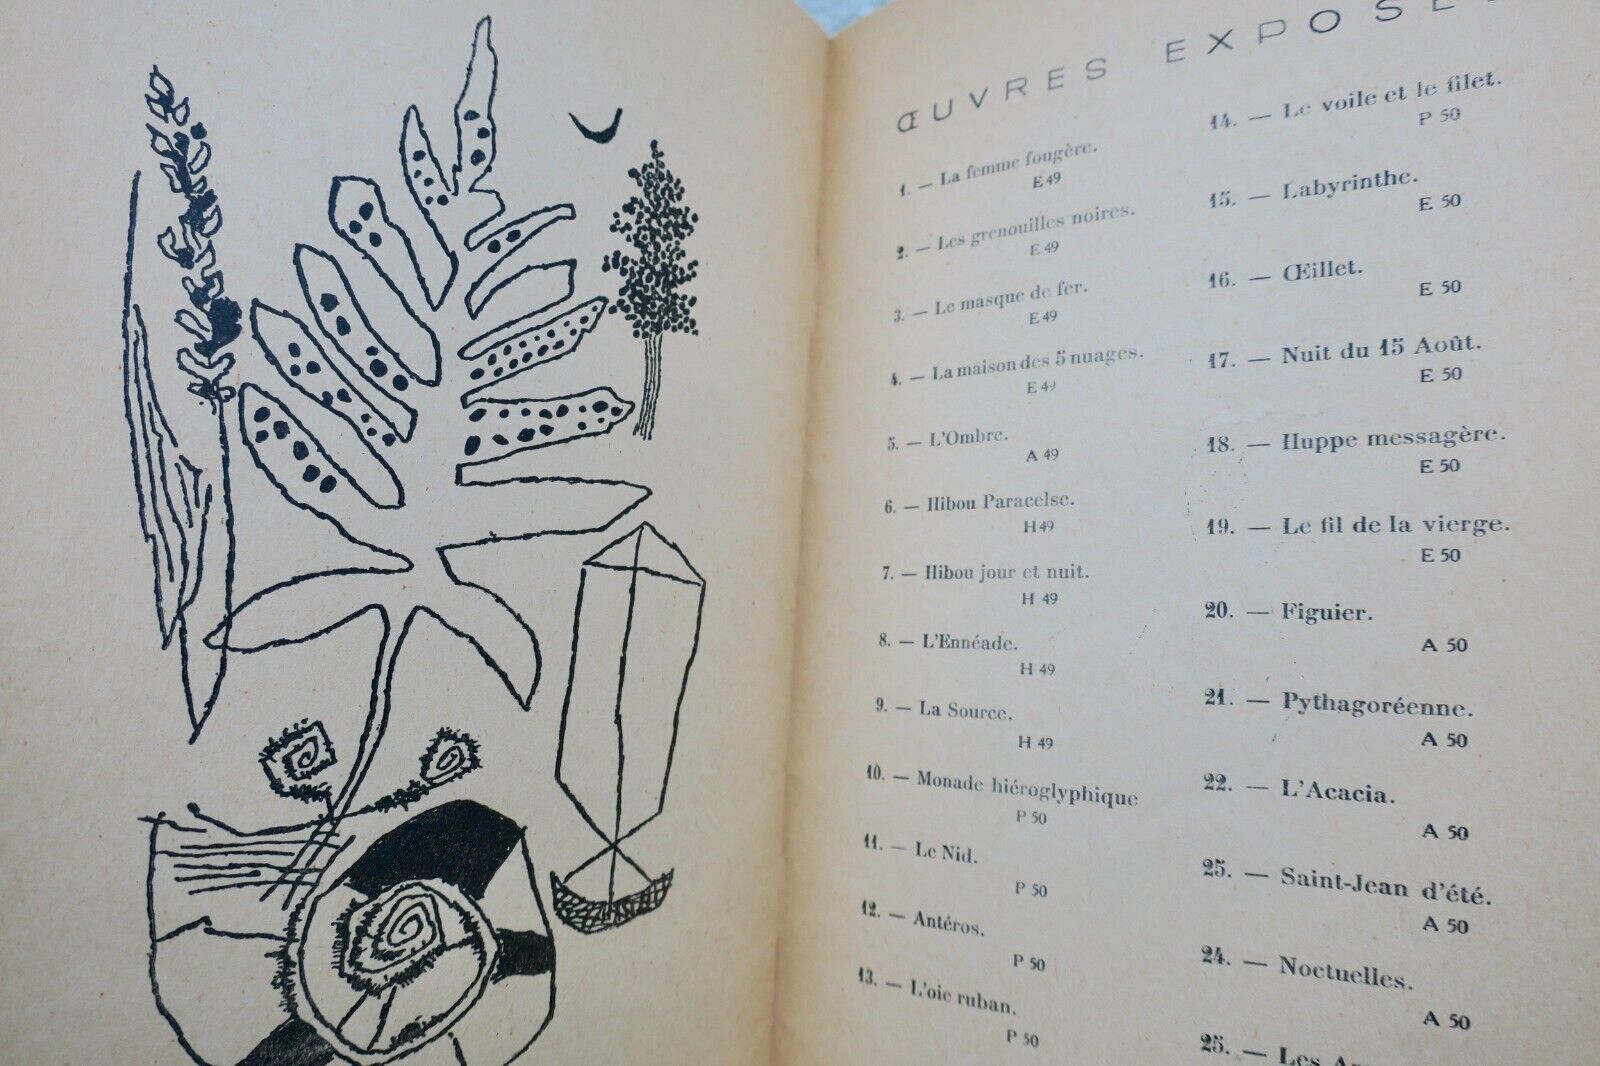 ŒUVRES EXPOSÉ
1. — La femme fougère.
E 49
2. — Les grenouilles noires.
E 49
3. — Le masque de fer.
E 49
4. — La maison des 5 nuages.
E 49
5. — L'Ombre.
A 49
6. — Hibou Paracelse.
H 49
7. — Hibou jour et nuit.
H 49
8. — L'Ennéade.
H 49
9. — La Source.
H 49
10. — Monade hiéroglyphique
P 50
11. — Le Nid.
P 50
12. — Antéros.
P 50
13. — L'oie ruban.
P 50
14. — Le voile et le filet.
P 50
15. — Labyrinthe.
E 50
16. — Œillet.
E 50
17. — Nuit du 15 Août.
E 50
18. — Huppe messagère.
E 50
19. — Le fil de la vierge.
E 50
20. — Figuier.
A 50
21. — Pythagoréenne.
A 50
22. — L'Acacia.
A 50
23. — Saint-Jean d'été.
A 50
24. — Noctuelles.
A 50
25. — Les